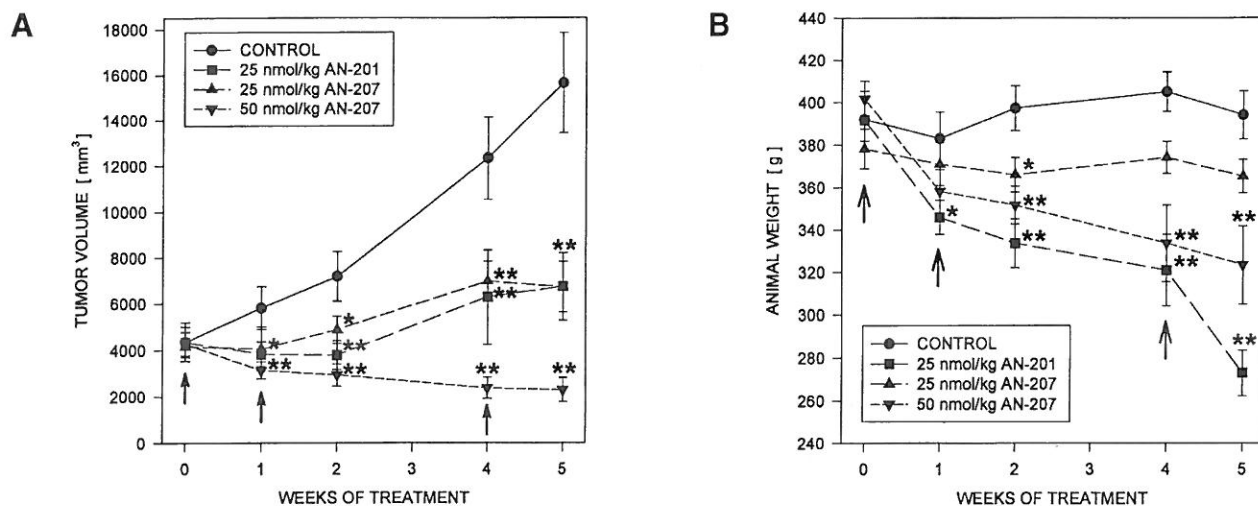 A
TUMOR VOLUME [ mm³ ]
18000
16000
14000
12000
10000
8000
6000
4000
2000
0
CONTROL
25 nmol/kg AN-201
25 nmol/kg AN-207
50 nmol/kg AN-207
*
**
*
**
**
**
**
**
**
**
0 1 2 3 4 5
WEEKS OF TREATMENT
B
ANIMAL WEIGHT [ g ]
420
400
380
360
340
320
300
280
260
240
*
*
**
**
**
**
**
**
CONTROL
25 nmol/kg AN-201
25 nmol/kg AN-207
50 nmol/kg AN-207
0 1 2 3 4 5
WEEKS OF TREATMENT